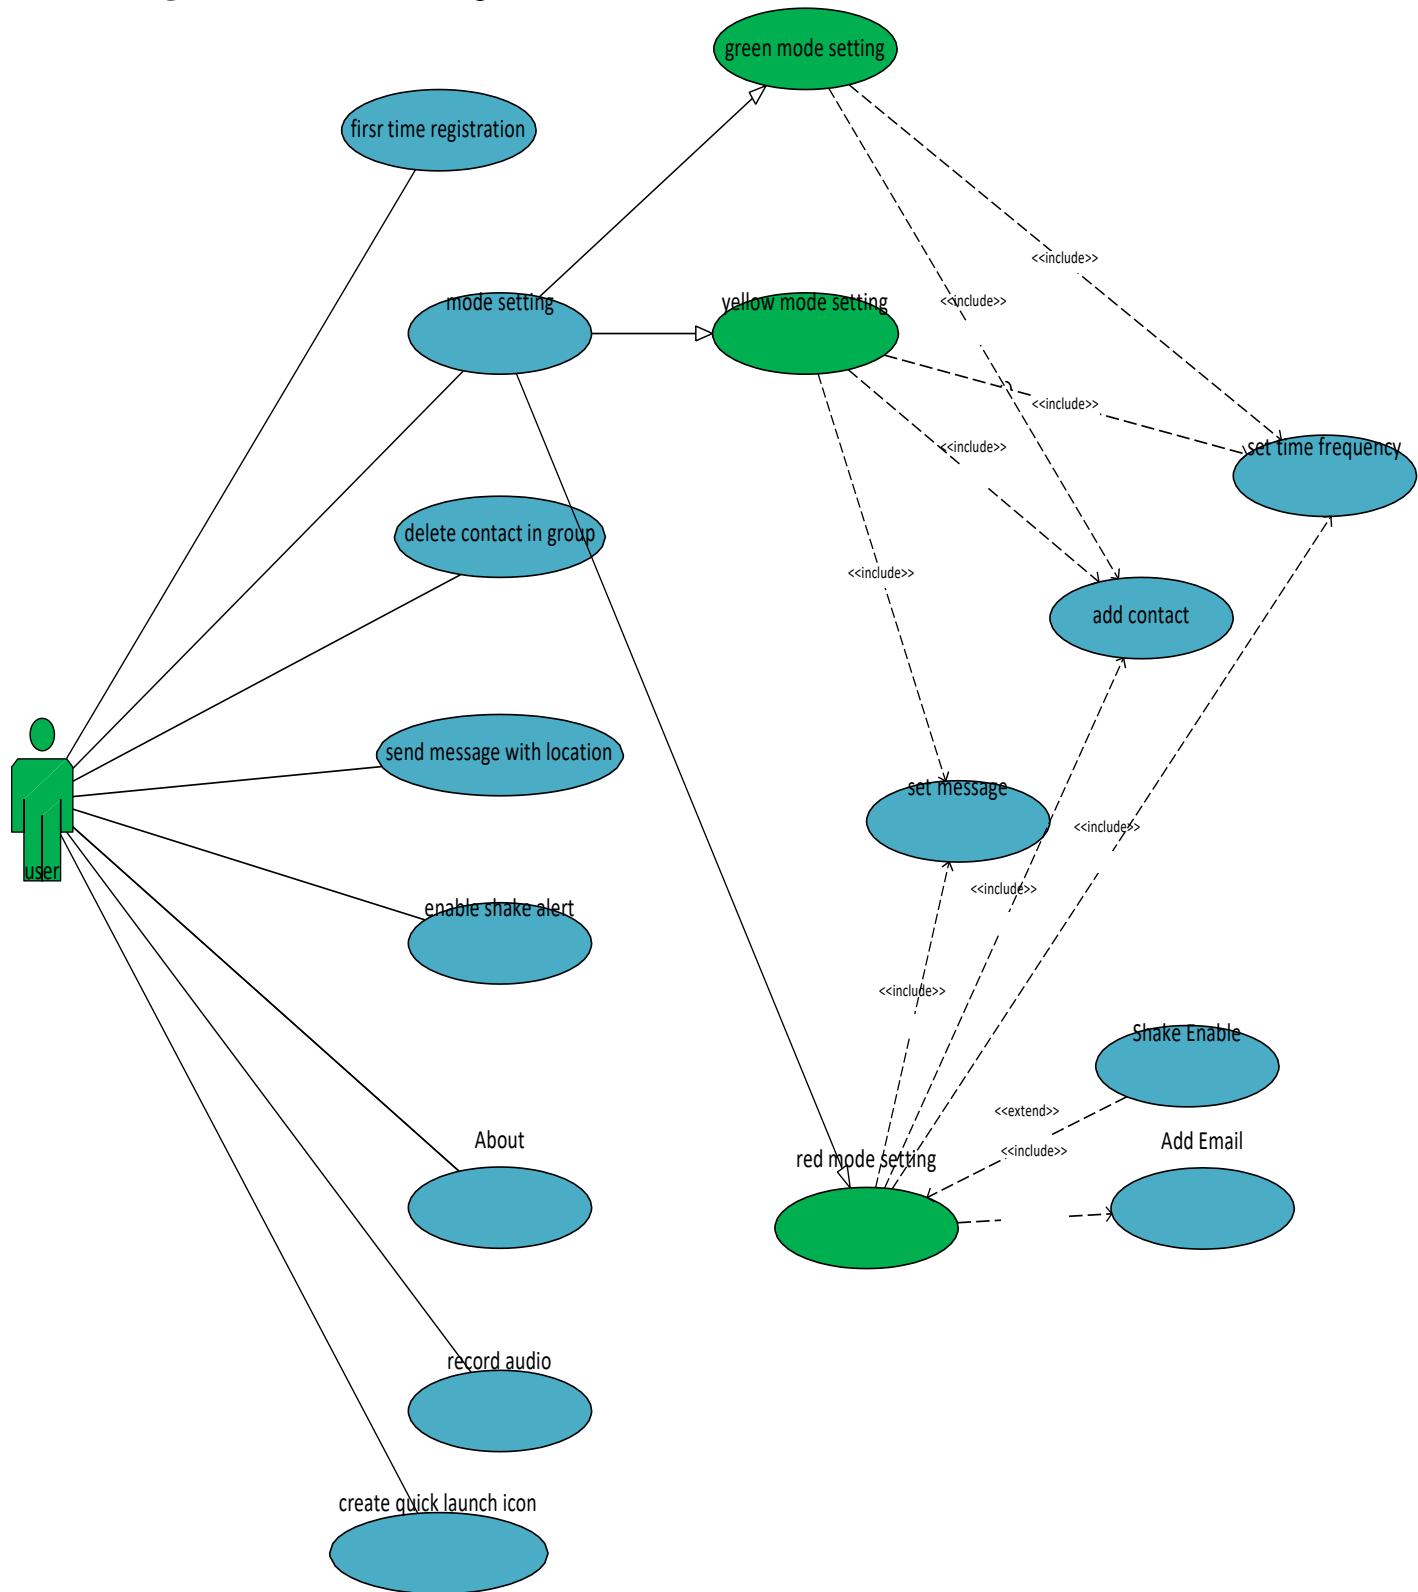 green mode setting
firsr time registration
<<include>>
mode setting
yellow mode setting
<<include>>
<<include>>
<<include>>
set time frequency
delete contact in group
<<include>>
add contact
send message with location
set message
<<include>>
user
<<include>>
enable shake alert
<<include>>
Shake Enable
<<extend>>
About
Add Email
<<include>>
red mode setting
record audio
create quick launch icon